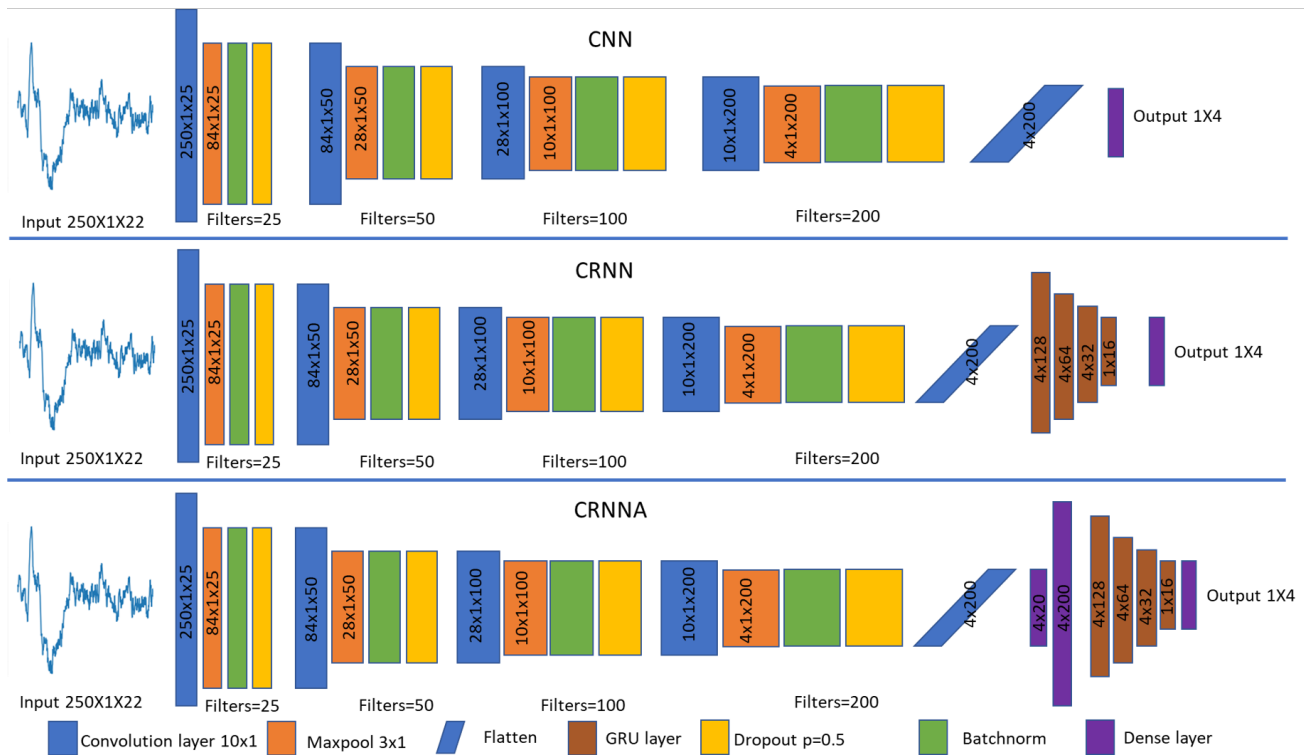 CNN
250x1x25
84x1x25
84x1x50
28x1x50
28x1x100
10x1x100
10x1x200
4x1x200
4x200
Output 1X4
Input 250X1X22
Filters=25
Filters=50
Filters=100
Filters=200
CRNN
250x1x25
84x1x25
84x1x50
28x1x50
28x1x100
10x1x100
10x1x200
4x1x200
4x200
4x128
4x64
4x32
1x16
Output 1X4
Input 250X1X22
Filters=25
Filters=50
Filters=100
Filters=200
CRNNA
250x1x25
84x1x25
84x1x50
28x1x50
28x1x100
10x1x100
10x1x200
4x1x200
4x200
4x20
4x200
4x128
4x64
4x32
1x16
Output 1X4
Input 250X1X22
Filters=25
Filters=50
Filters=100
Filters=200
Convolution layer 10x1
Maxpool 3x1
Flatten
GRU layer
Dropout p=0.5
Batchnorm
Dense layer